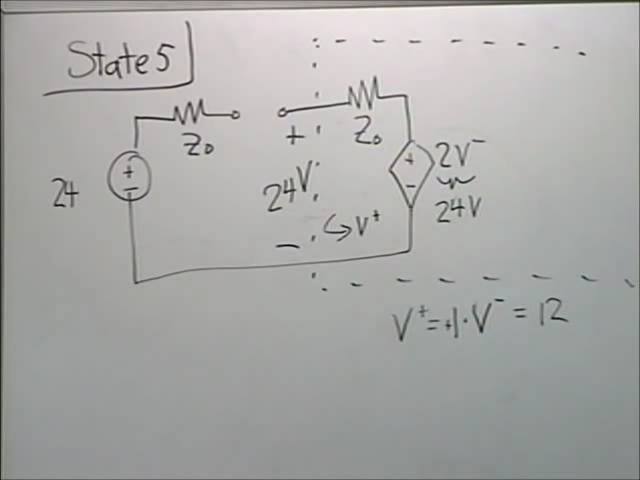 State 5
Z₀
24
+
-
+
24V
-
↪V⁺
Z₀
+
-
2V⁻
24V
V⁺=+1·V⁻=12